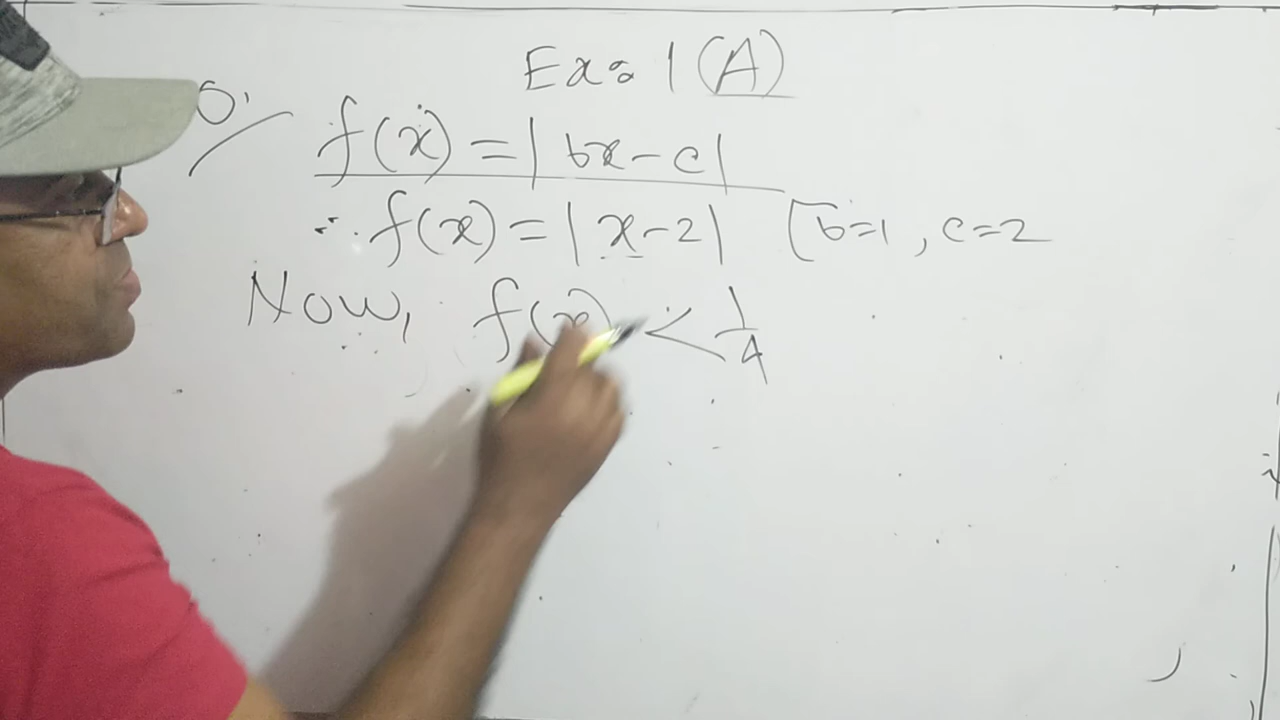 Ex: 1 (A)
f(x) = | bx - c |
∴ f(x) = | x - 2 | [b=1, c=2
Now, f(x) < 1/4